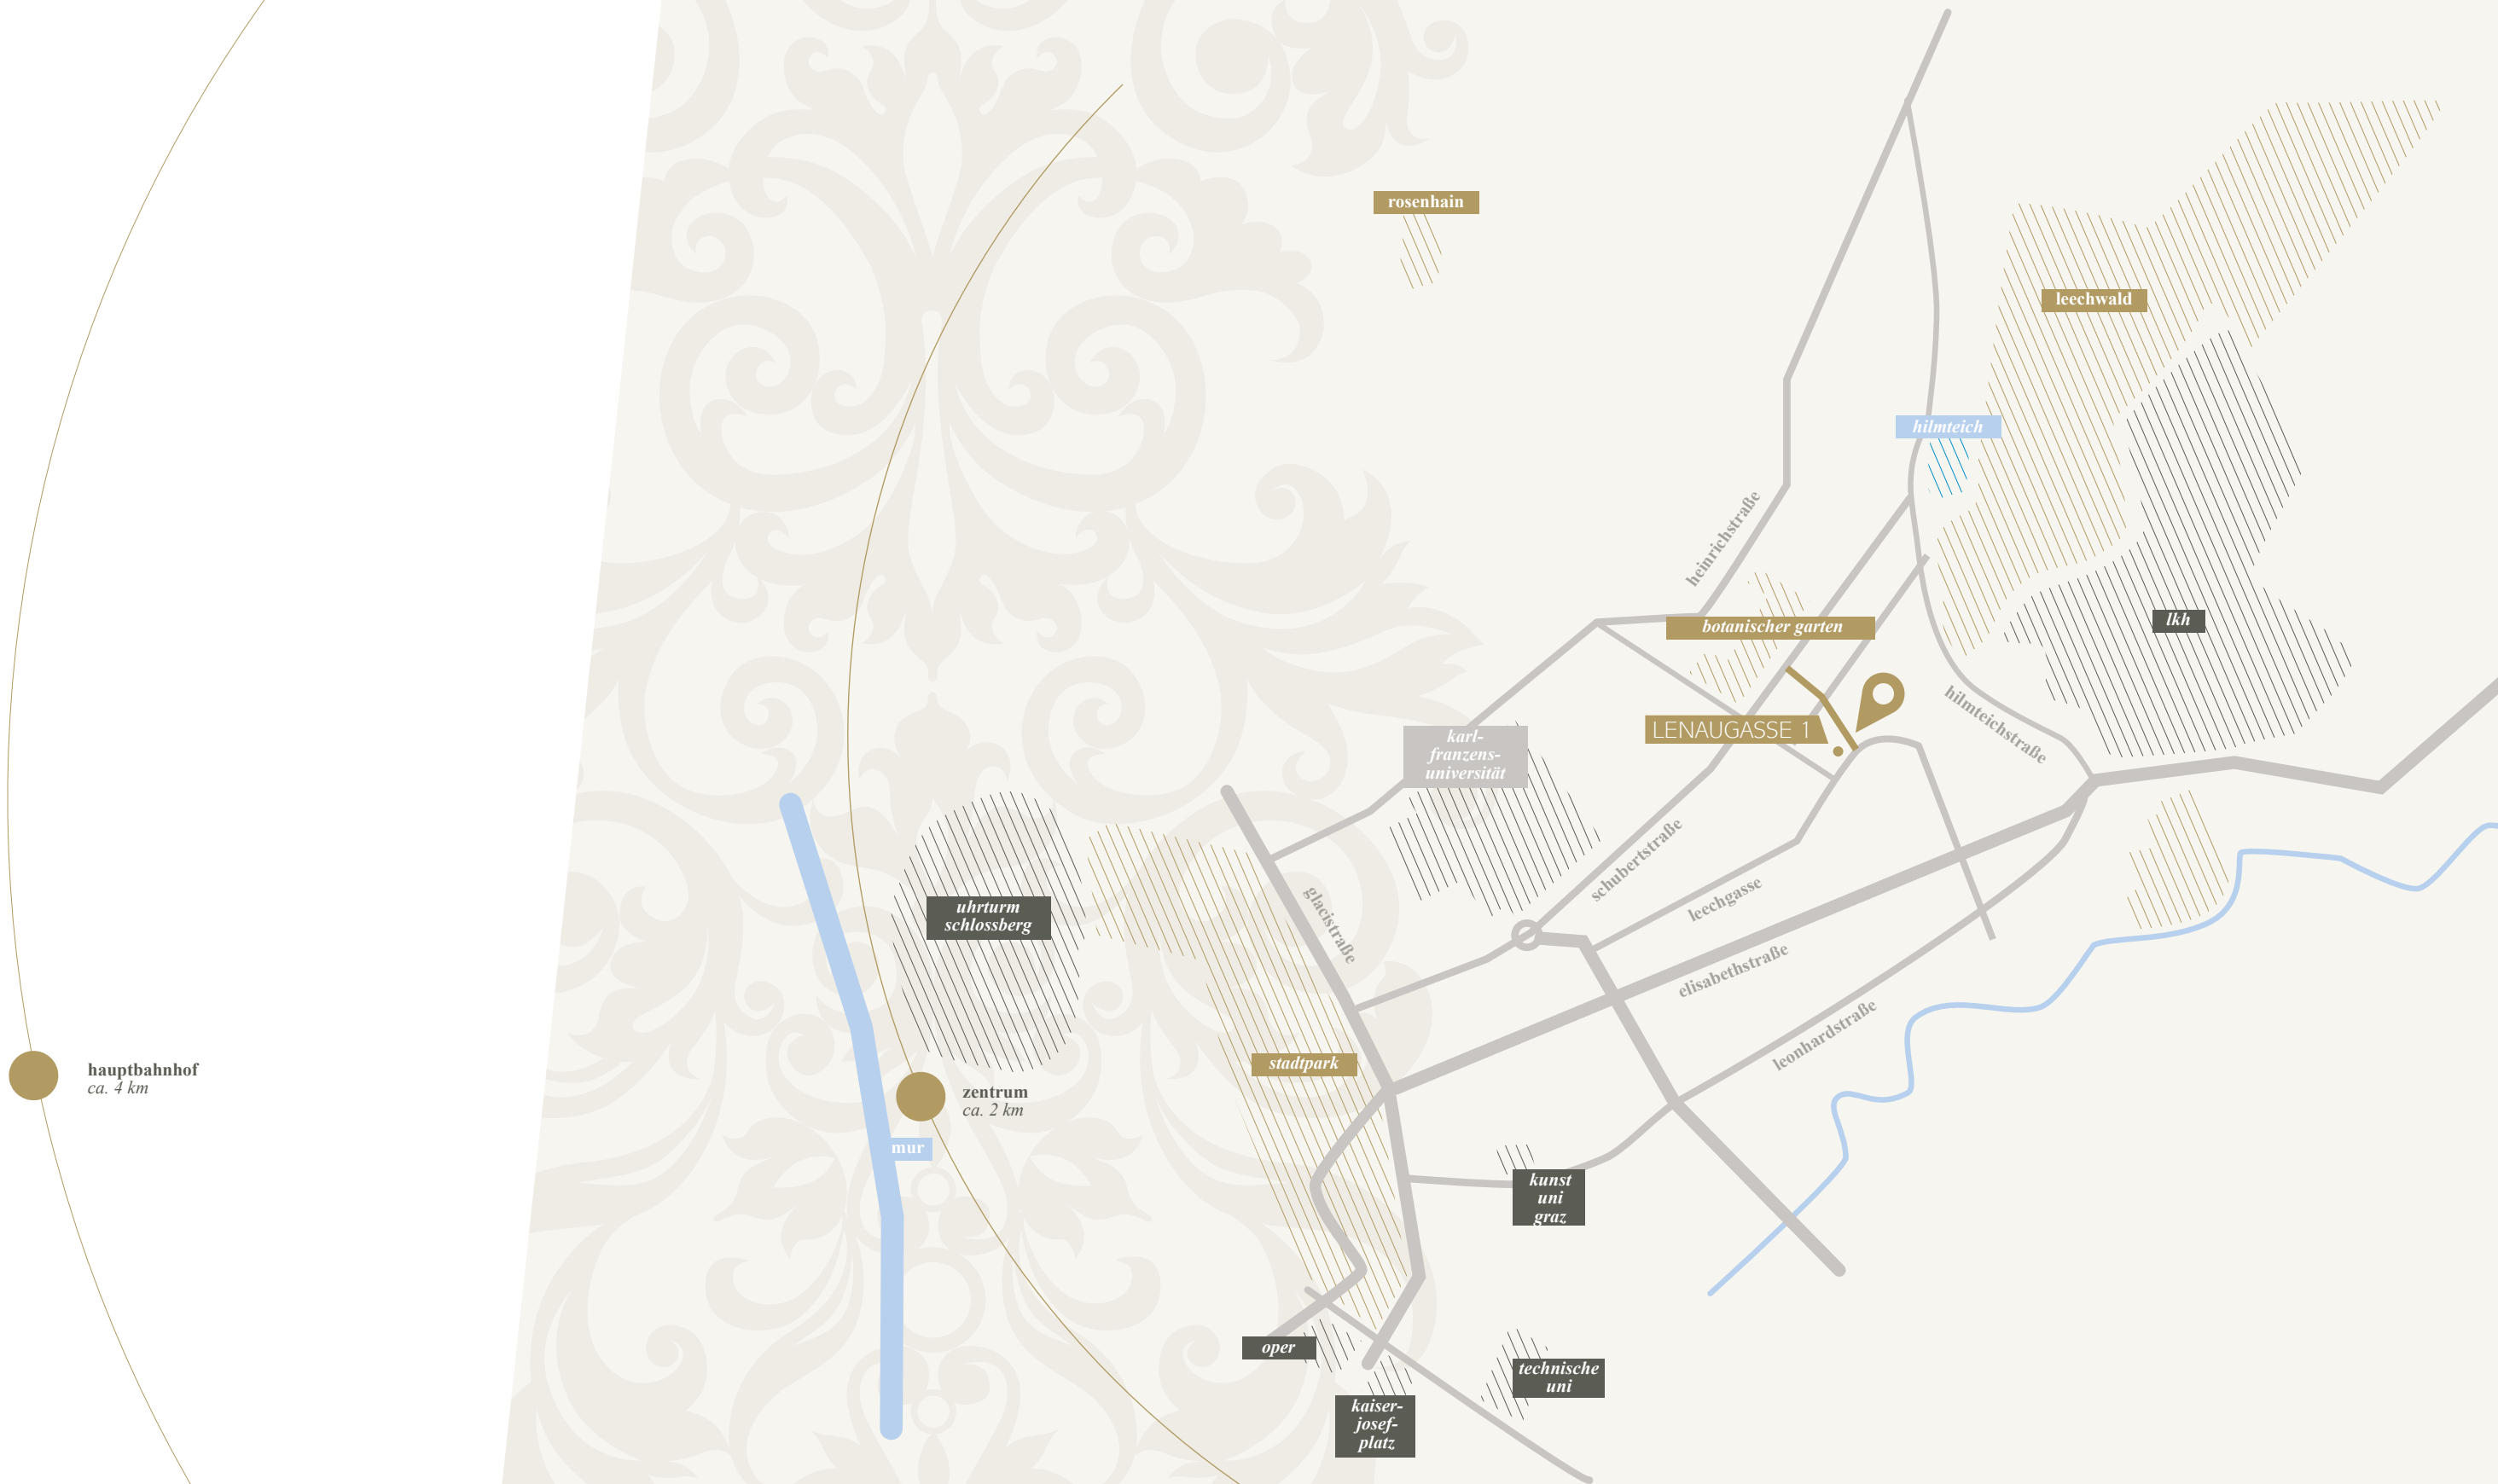 rosenhain
leechwald
hilmteich
heinrichstraße
botanischer garten
lkh
hilmteichstraße
LENAUGASSE 1
karl-
franzens-
universität
schubertstraße
leechgasse
glacistraße
uhrturm
schlossberg
elisabethstraße
leonhardstraße
stadtpark
hauptbahnhof
ca. 4 km
zentrum
ca. 2 km
mur
kunst
uni
graz
oper
technische
uni
kaiser-
josef-
platz